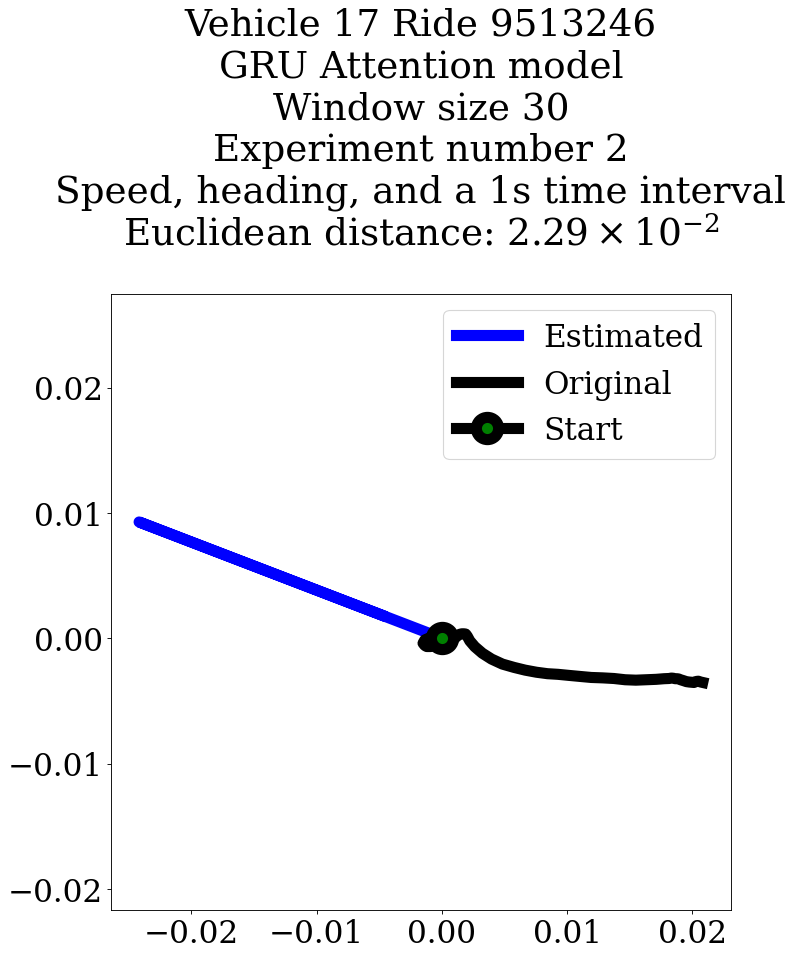 Vehicle 17 Ride 9513246
GRU Attention model
Window size 30
Experiment number 2
Speed, heading, and a 1s time interval
Euclidean distance: 2.29 × 10⁻²
Estimated
Original
Start
0.02
0.01
0.00
−0.01
−0.02
−0.02 −0.01 0.00 0.01 0.02